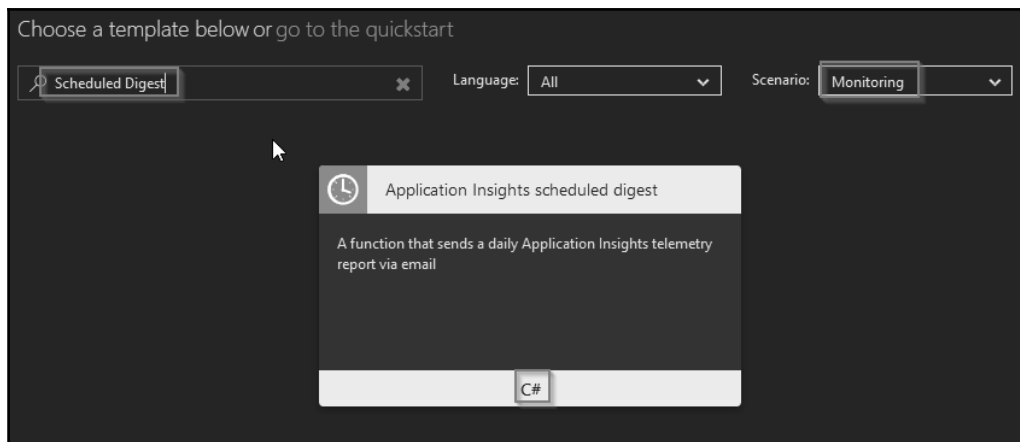 Choose a template below or go to the quickstart
Scheduled Digest Language: All Scenario: Monitoring
Application Insights scheduled digest
A function that sends a daily Application Insights telemetry
report via email
C#